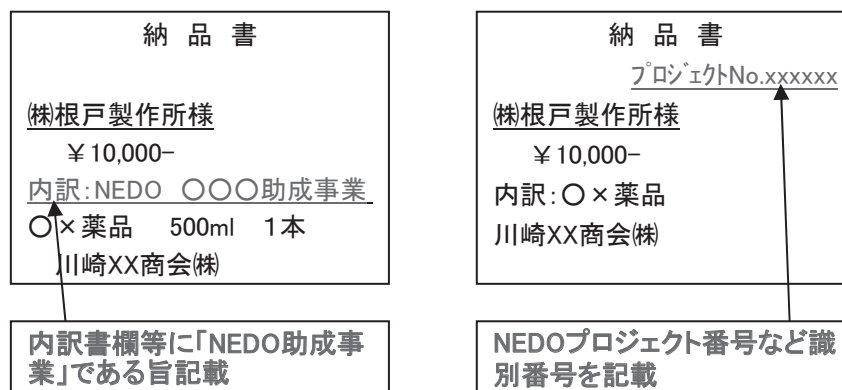 納 品 書
㈱根戸製作所様
￥10,000−
内訳：NEDO　〇〇〇助成事業
〇×薬品　500ml　1本
川崎XX商会㈱
内訳書欄等に「NEDO助成事
業」である旨記載
納 品 書
プロジェクトNo.xxxxxx
㈱根戸製作所様
￥10,000−
内訳：〇×薬品
川崎XX商会㈱
NEDOプロジェクト番号など識
別番号を記載